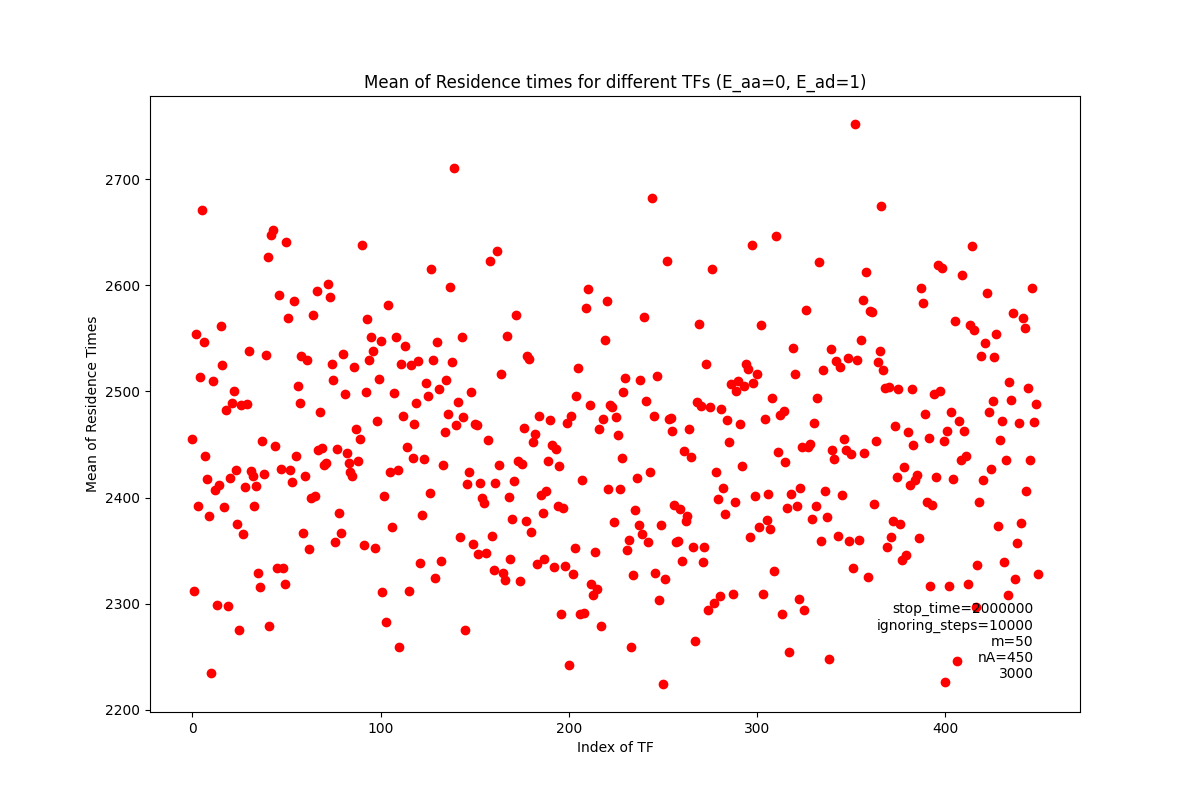 Mean of Residence times for different TFs (E_aa=0, E_ad=1)
Mean of Residence Times
2700
2600
2500
2400
2300
2200
stop_time=2000000
ignoring_steps=10000
m=50
nA=450
3000
0 100 200 300 400
Index of TF